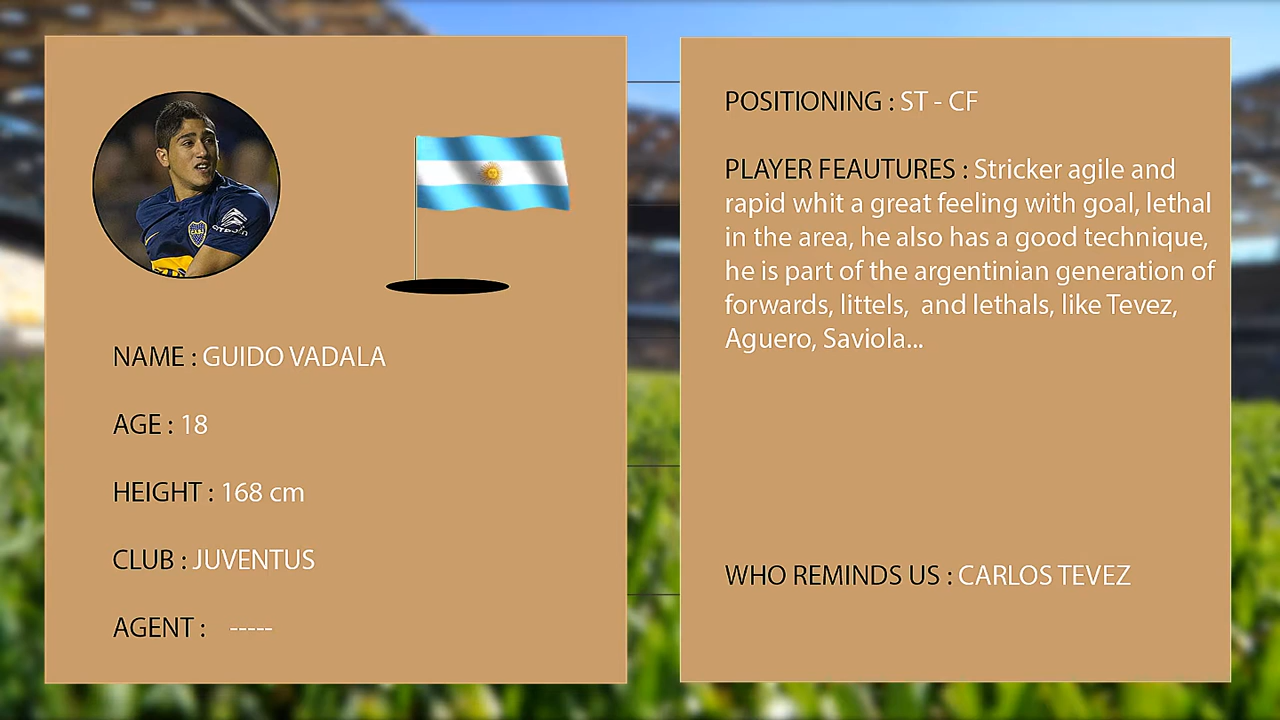 NAME : GUIDO VADALA
AGE : 18
HEIGHT : 168 cm
CLUB : JUVENTUS
AGENT : -----
POSITIONING : ST - CF
PLAYER FEAUTURES : Stricker agile and
rapid whit a great feeling with goal, lethal
in the area, he also has a good technique,
he is part of the argentinian generation of
forwards, littels,  and lethals, like Tevez,
Aguero, Saviola...
WHO REMINDS US : CARLOS TEVEZ